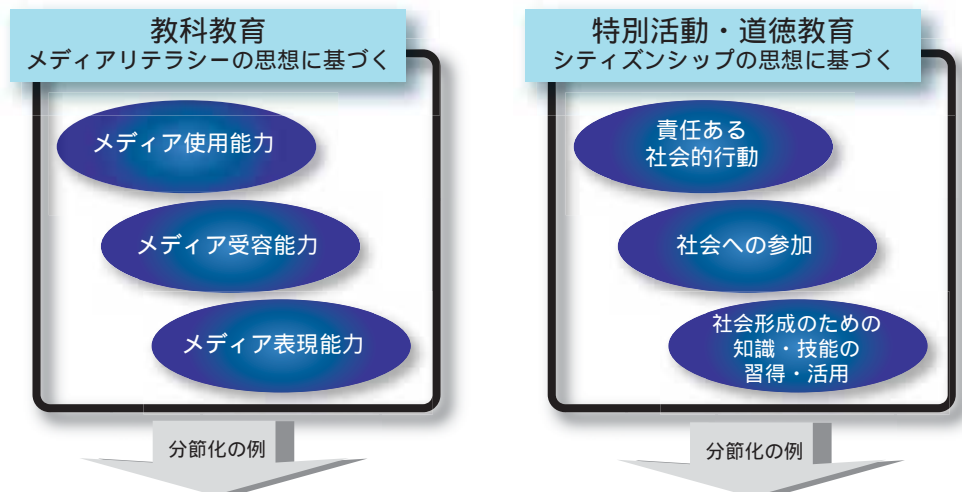 教科教育
メディアリテラシーの思想に基づく
メディア使用能力
メディア受容能力
メディア表現能力
分節化の例
特別活動・道徳教育
シティズンシップの思想に基づく
責任ある
社会的行動
社会への参加
社会形成のための
知識・技能の
習得・活用
分節化の例